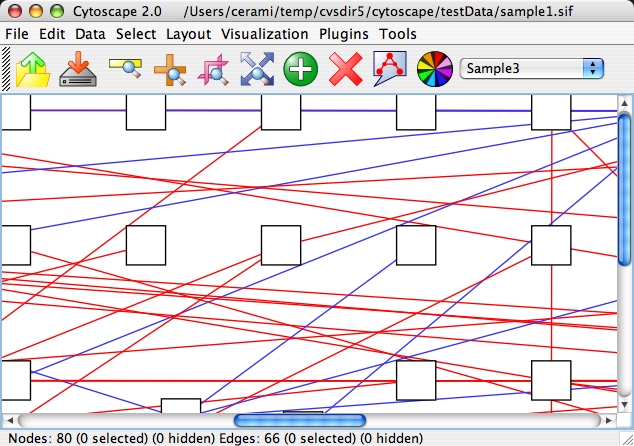 Cytoscape 2.0 /Users/cerami/temp/cvsdir5/cytoscape/testData/sample1.sif
File Edit Data Select Layout Visualization Plugins Tools
Sample3
Nodes: 80 (0 selected) (0 hidden) Edges: 66 (0 selected) (0 hidden)